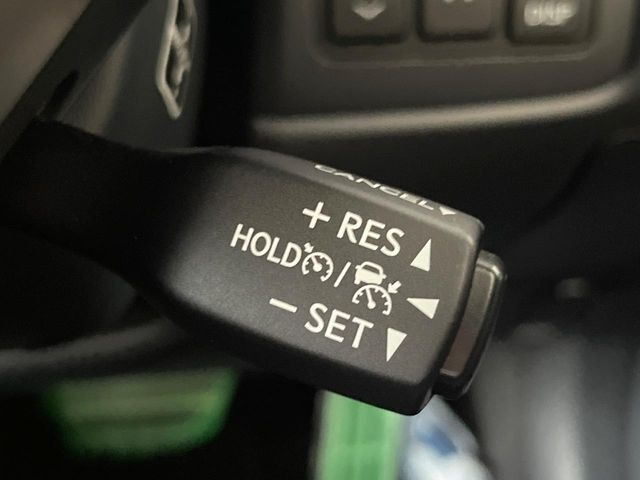 CANCEL
+ RES
HOLD /
− SET